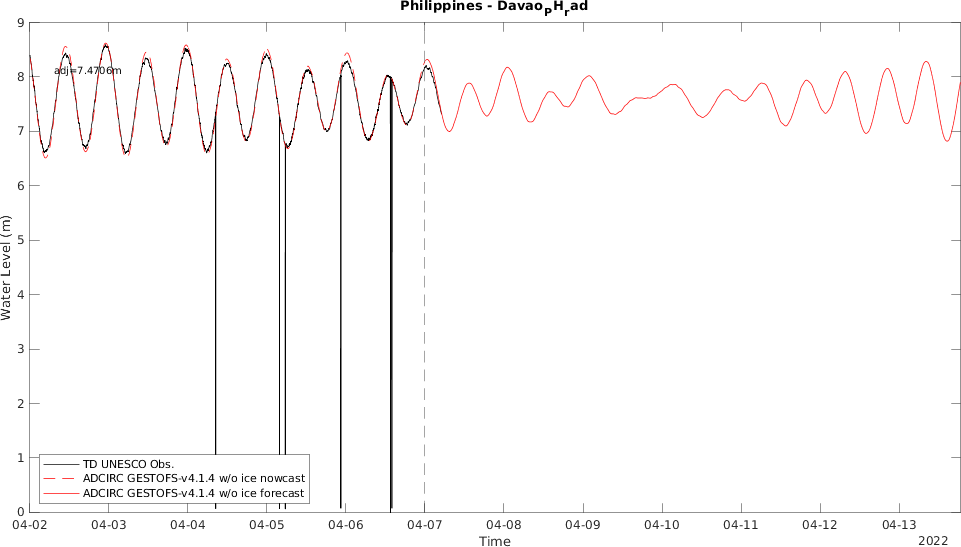 Philippines - DavaopHrad
9
8
7
6
5
4
3
2
1
0
Water Level (m)
adj=7.4706m
TD UNESCO Obs.
ADCIRC GESTOFS-v4.1.4 w/o ice nowcast
ADCIRC GESTOFS-v4.1.4 w/o ice forecast
04-02 04-03 04-04 04-05 04-06 04-07 04-08 04-09 04-10 04-11 04-12 04-13
Time
2022